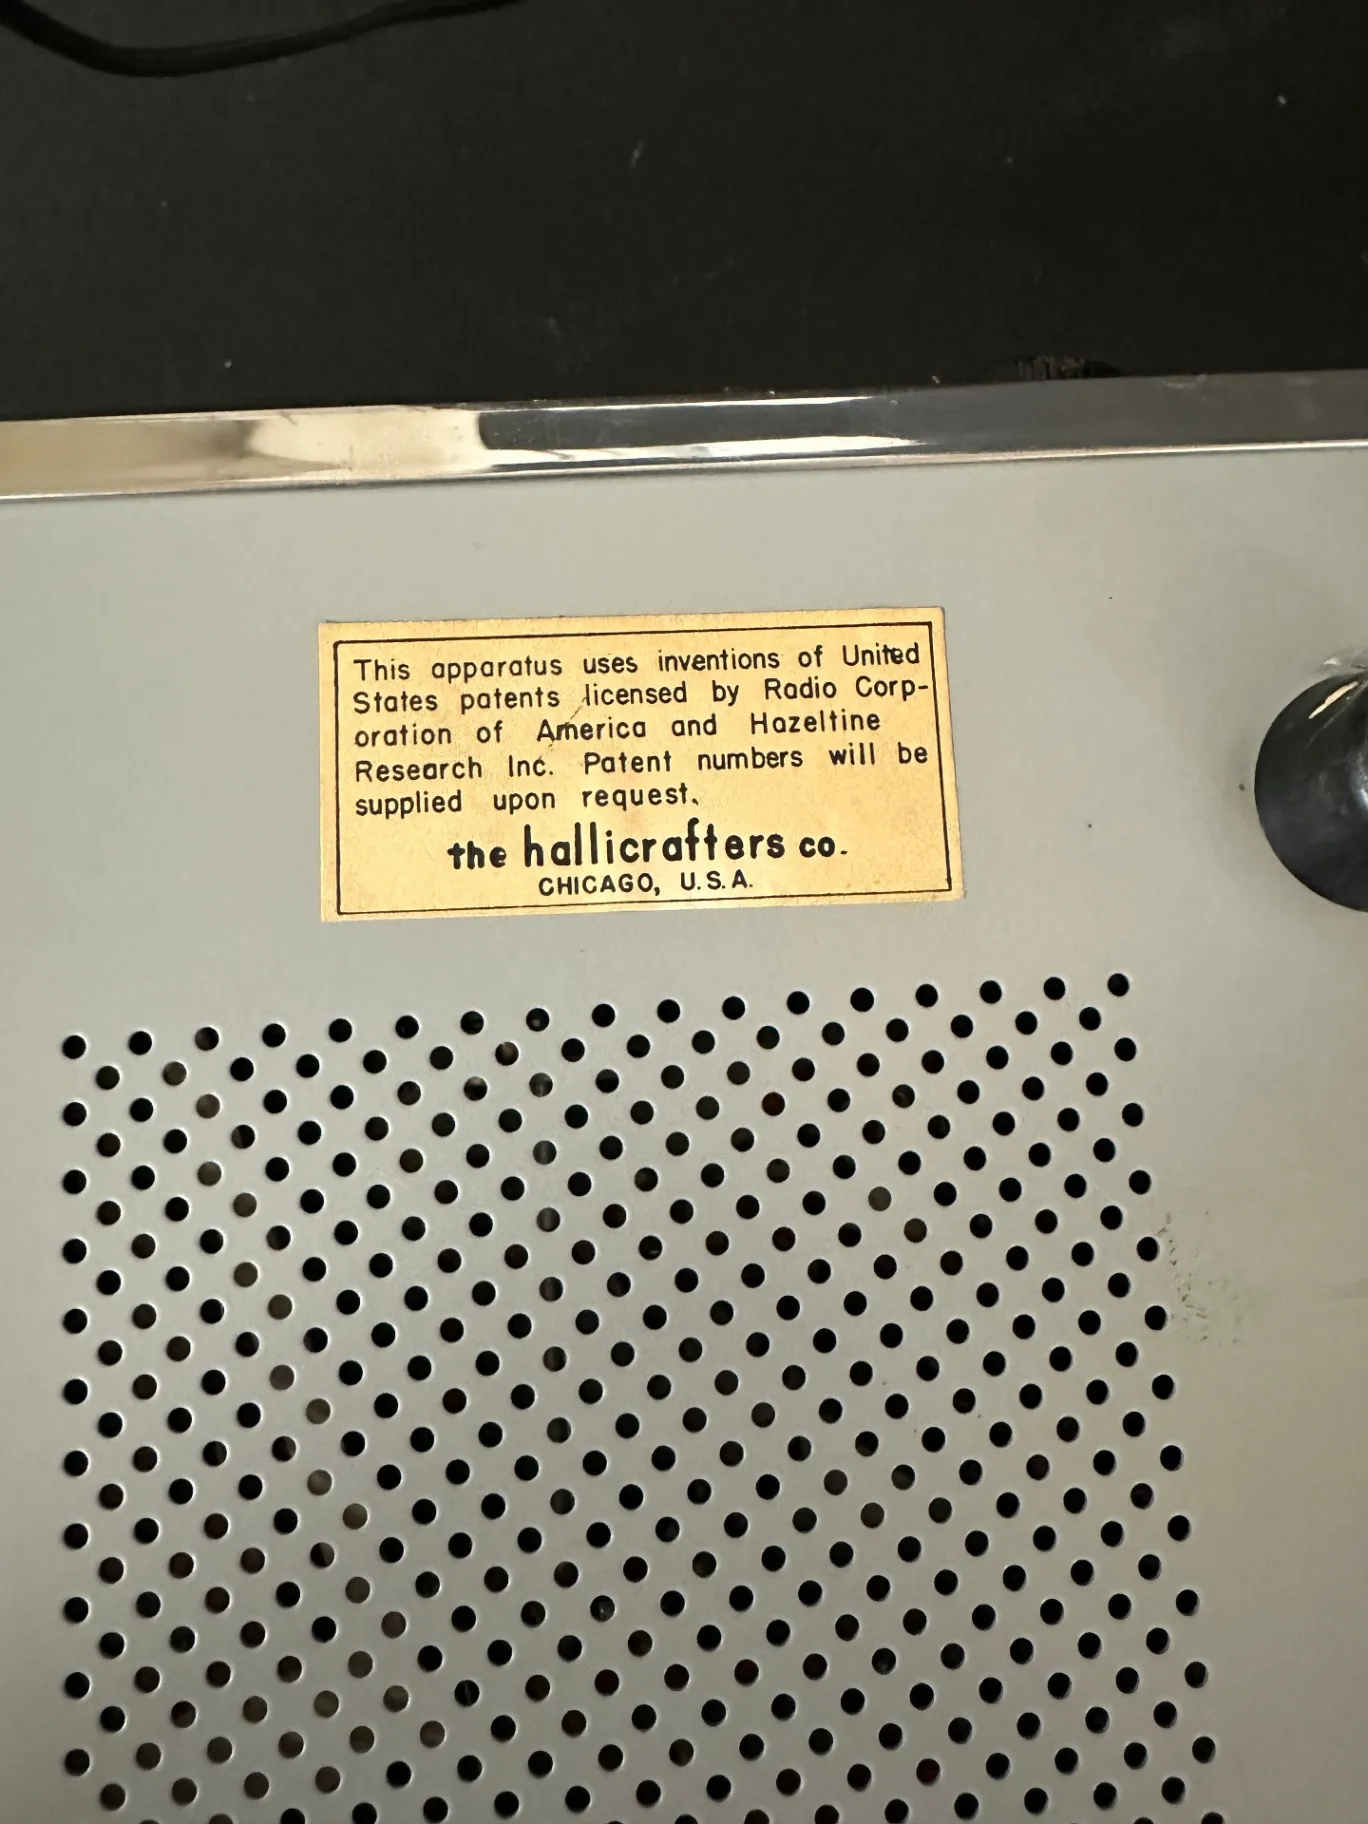 This apparatus uses inventions of United
States patents licensed by Radio Corp-
oration of America and Hazeltine
Research Inc. Patent numbers will be
supplied upon request.
the hallicrafters co.
CHICAGO, U.S.A.